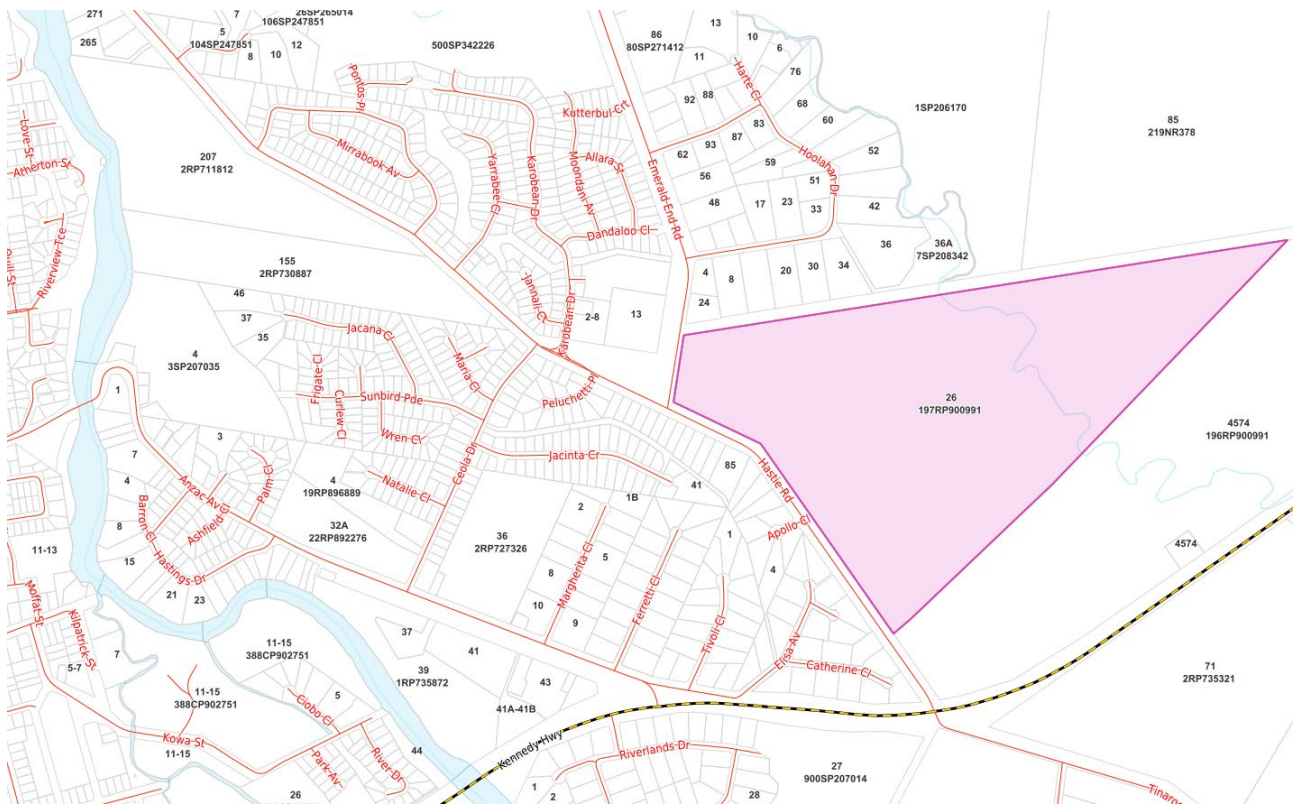 271
7
26SP265014
106SP247851
265
5
104SP247851
8
10
12
500SP342226
86
80SP271412
13
10
6
11
76
92
88
68
60
Harte Cl
1SP206170
85
219NR378
Love St
Atherton St
Pontos Pl
Kutterbul Crt
Mirrabook Av
Yarrabee Cl
Karobean Dr
Allara St
Moondani Av
Dandaloo Cl
207
2RP711812
Emerald End Rd
62
93
87
83
56
59
52
Hoolahan Dr
51
48
17
23
33
42
36
36A
7SP208342
4
8
20
30
34
24
Riverview Tce
Quill St
155
2RP730887
46
37
35
Jannali Cl
Karobean Dr
2-8
13
Jacana Cl
Maria Cl
4
3SP207035
Frigate Cl
Curlew Cl
Sunbird Pde
Wren Cl
Peluchetti Pl
1
26
197RP900991
4574
196RP900991
3
7
4
Anzac Av
Palm Cl
Barron Cl
Ashfield Cl
8
15
Hastings Dr
21
23
4
19RP896889
Natalie Cl
Ceola Dr
Jacinta Cr
85
41
Hastie Rd
32A
22RP892276
36
2RP727326
2
1B
Margherita Cl
5
8
10
9
Ferretti Cl
1
Apollo Cl
4
Tivoli Cl
Elisa Av
Catherine Cl
4574
11-13
Moffat St
Kilpatrick St
5-7
7
11-15
388CP902751
11-15
388CP902751
37
39
1RP735872
41
43
41A-41B
71
2RP735321
Ciobo Cl
5
Kowa St
11-15
Park Av
River Dr
44
26
Kennedy Hwy
Riverlands Dr
1
2
28
27
900SP207014